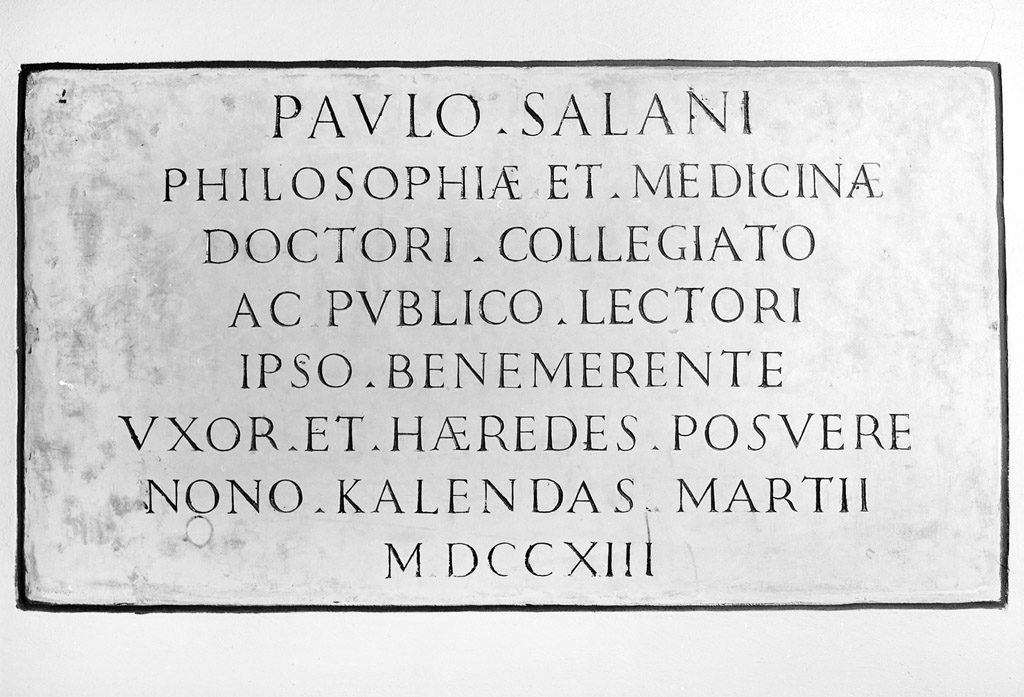 PAVLO . SALANI
PHILOSOPHIÆ ET . MEDICINÆ
DOCTORI . COLLEGIATO
AC PVBLICO . LECTORI
IPSO . BENEMERENTE
VXOR . ET . HÆREDES . POSVERE
NONO . KALENDAS . MARTII
M DCCXIII